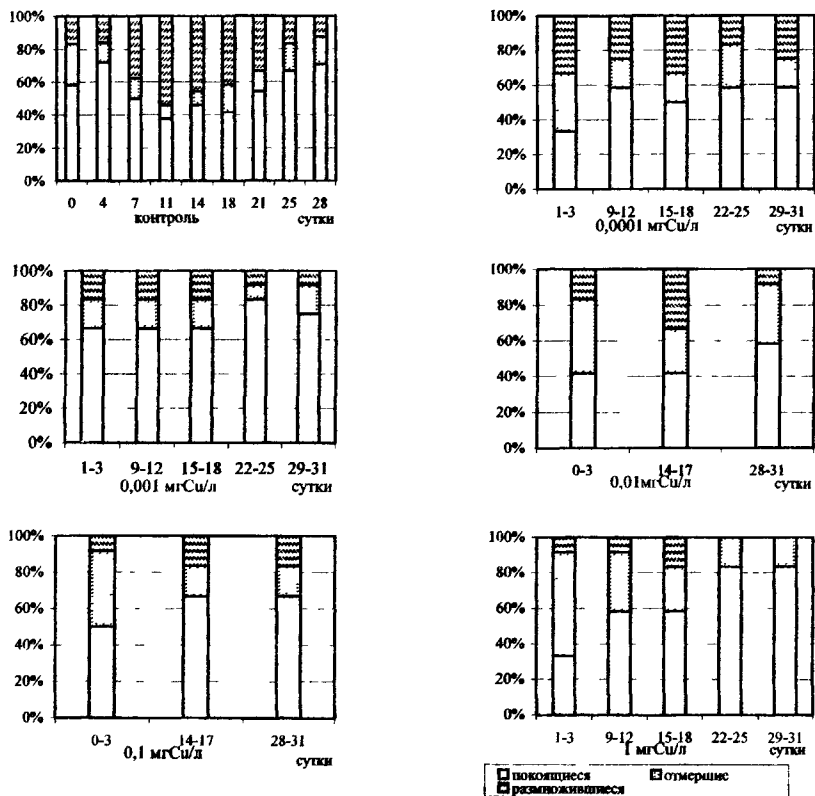 100%
80%
60%
40%
20%
0%
0 4 7 11 14 18 21 25 28
контроль сутки
100%
80%
60%
40%
20%
0%
1-3 9-12 15-18 22-25 29-31
0,0001 мгCu/л сутки
100%
80%
60%
40%
20%
0%
1-3 9-12 15-18 22-25 29-31
0,001 мгCu/л сутки
100%
80%
60%
40%
20%
0%
0-3 14-17 28-31
0,01мгCu/л сутки
100%
80%
60%
40%
20%
0%
0-3 14-17 28-31
0,1 мгCu/л сутки
100%
80%
60%
40%
20%
0%
1-3 9-12 15-18 22-25 29-31
1 мгCu/л сутки
покоящиеся отмершие
размножившиеся